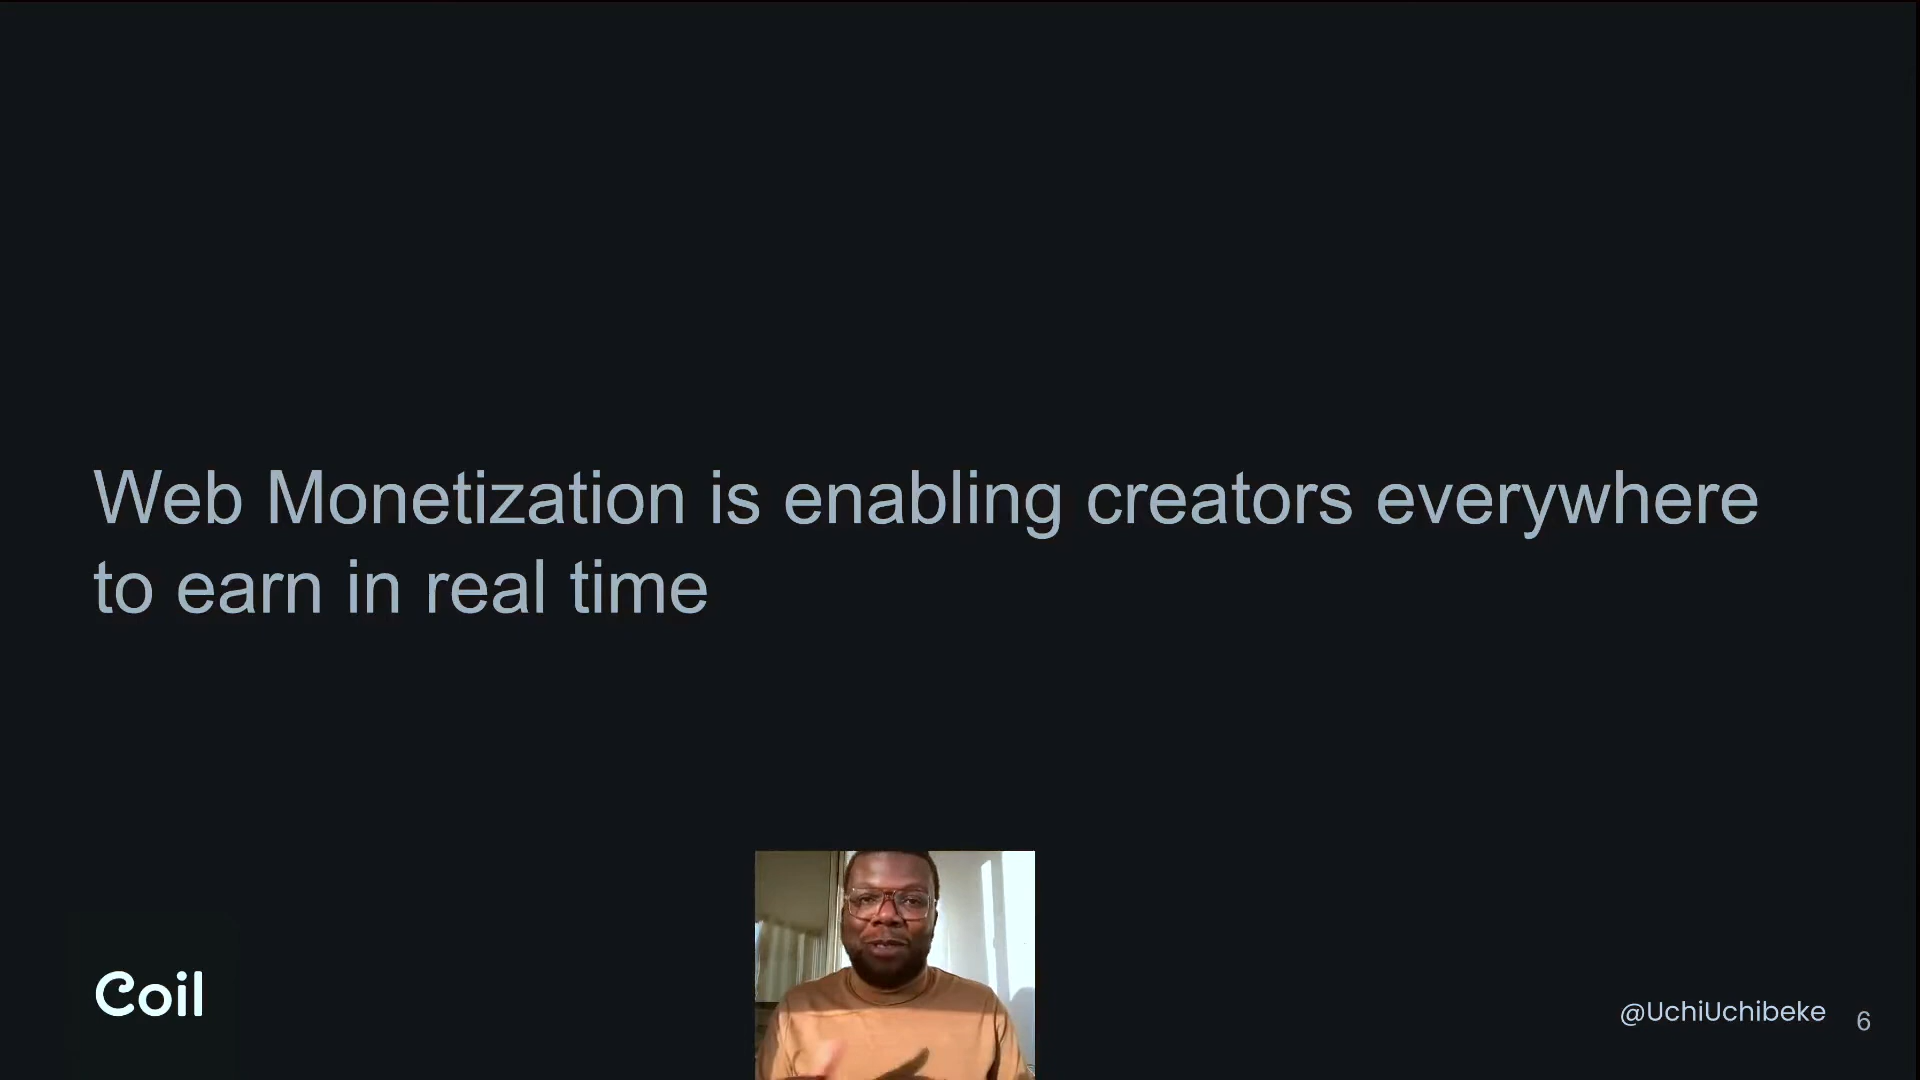 Web Monetization is enabling creators everywhere
to earn in real time
Coil
@UchiUchibeke
6